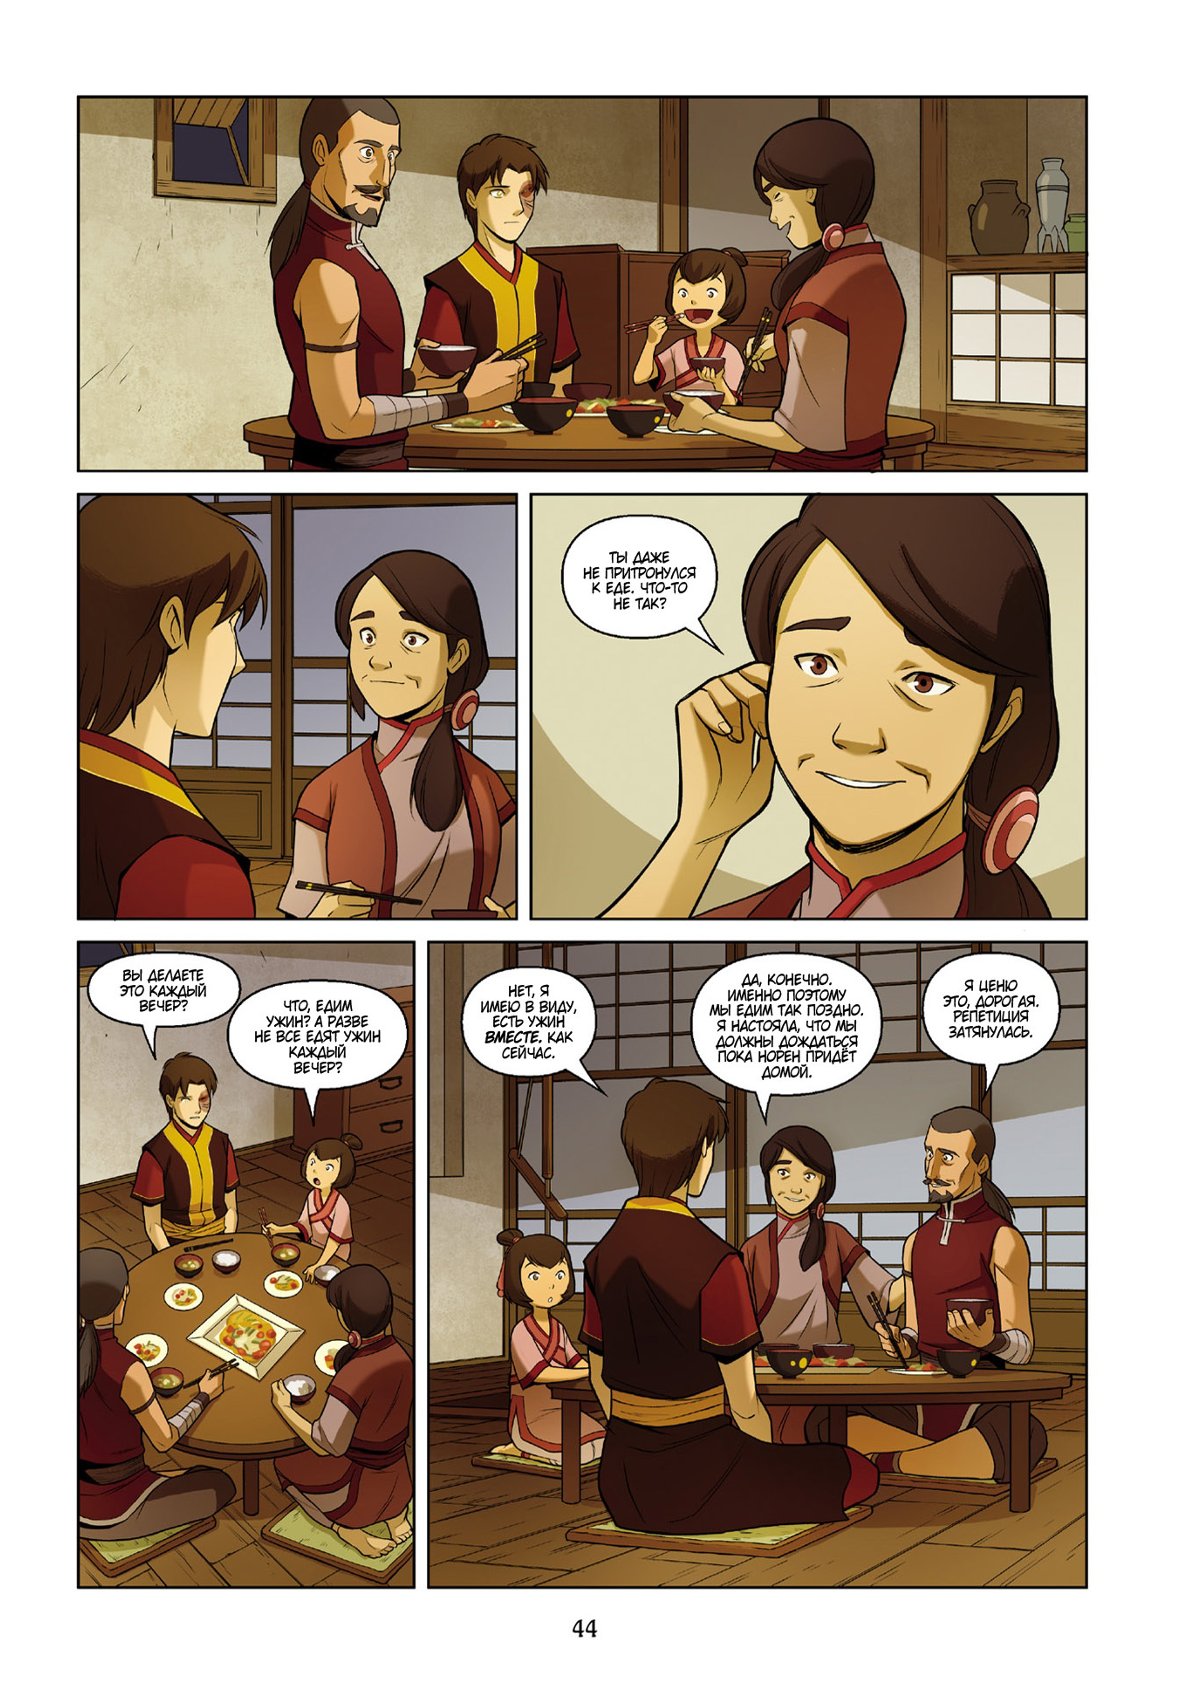 ТЫ ДАЖЕ
НЕ ПРИТРОНУЛСЯ
К ЕДЕ. ЧТО-ТО
НЕ ТАК?
ВЫ ДЕЛАЕТЕ
ЭТО КАЖДЫЙ
ВЕЧЕР?
ЧТО, ЕДИМ
УЖИН? А РАЗВЕ
НЕ ВСЕ ЕДЯТ УЖИН
КАЖДЫЙ
ВЕЧЕР?
НЕТ, Я
ИМЕЮ В ВИДУ,
ЕСТЬ УЖИН
ВМЕСТЕ. КАК
СЕЙЧАС.
ДА, КОНЕЧНО.
ИМЕННО ПОЭТОМУ
МЫ ЕДИМ ТАК ПОЗДНО.
Я НАСТОЯЛА, ЧТО МЫ
ДОЛЖНЫ ДОЖДАТЬСЯ
ПОКА НОРЕН ПРИДЁТ
ДОМОЙ.
Я ЦЕНЮ
ЭТО, ДОРОГАЯ.
РЕПЕТИЦИЯ
ЗАТЯНУЛАСЬ.
44